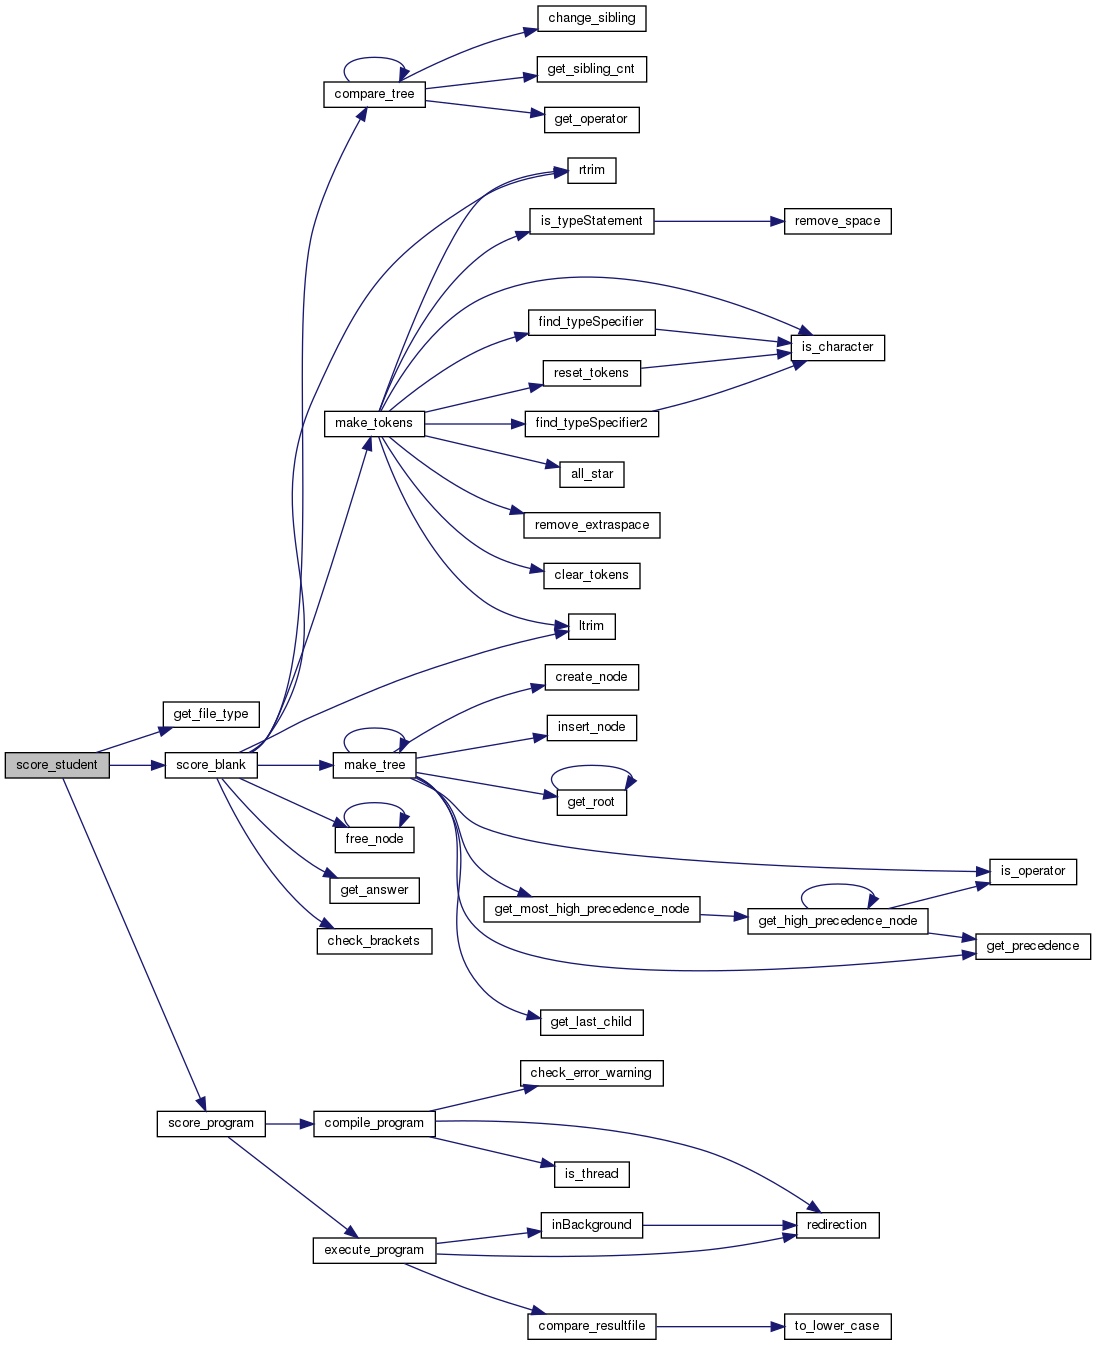 change_sibling
get_sibling_cnt
compare_tree
get_operator
rtrim
is_typeStatement
remove_space
find_typeSpecifier
is_character
reset_tokens
make_tokens
find_typeSpecifier2
all_star
remove_extraspace
clear_tokens
ltrim
create_node
get_file_type
insert_node
score_student
score_blank
make_tree
get_root
free_node
is_operator
get_answer
get_most_high_precedence_node
get_high_precedence_node
check_brackets
get_precedence
get_last_child
check_error_warning
score_program
compile_program
is_thread
inBackground
redirection
execute_program
compare_resultfile
to_lower_case